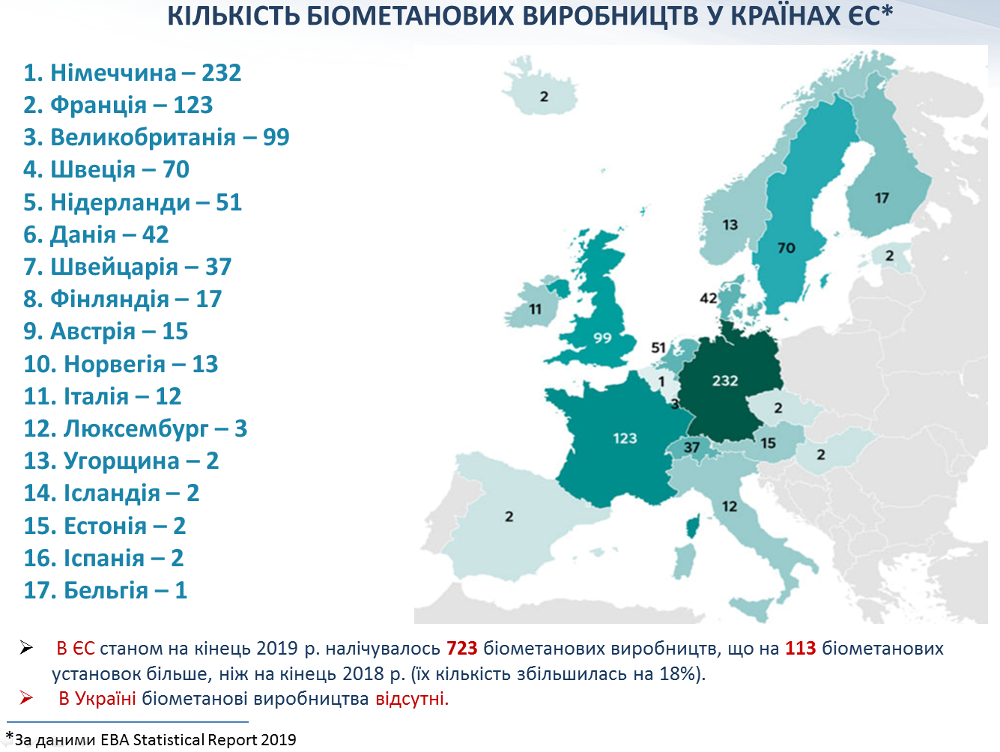 КІЛЬКІСТЬ БІОМЕТАНОВИХ ВИРОБНИЦТВ У КРАЇНАХ ЄС*
1. Німеччина – 232
2. Франція – 123
3. Великобританія – 99
4. Швеція – 70
5. Нідерланди – 51
6. Данія – 42
7. Швейцарія – 37
8. Фінляндія – 17
9. Австрія – 15
10. Норвегія – 13
11. Італія – 12
12. Люксембург – 3
13. Угорщина – 2
14. Ісландія – 2
15. Естонія – 2
16. Іспанія – 2
17. Бельгія – 1
2
17
13
70
2
42
11
99
51
1
232
3
2
123
37
15
2
12
2
➢ В ЄС станом на кінець 2019 р. налічувалось 723 біометанових виробництв, що на 113 біометанових
установок більше, ніж на кінець 2018 р. (їх кількість збільшилась на 18%).
➢ В Україні біометанові виробництва відсутні.
*За даними EBA Statistical Report 2019